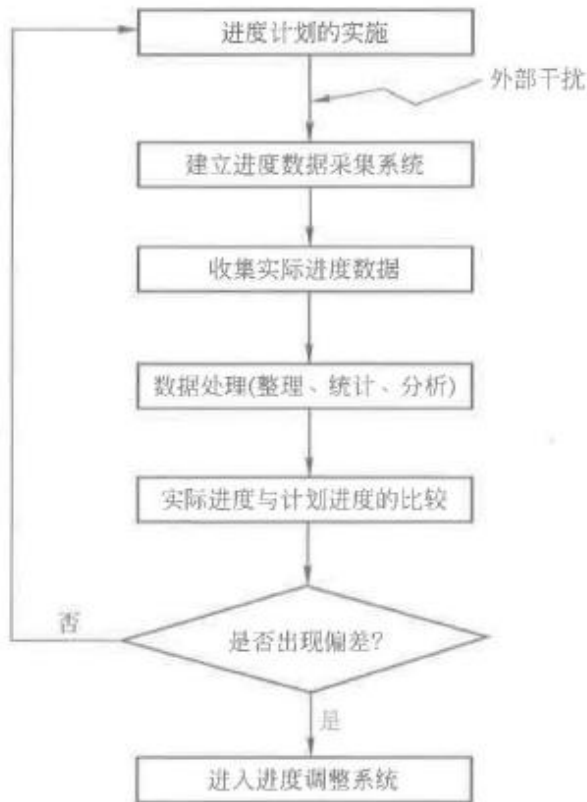 进度计划的实施
外部干扰
建立进度数据采集系统
收集实际进度数据
数据处理(整理、统计、分析)
实际进度与计划进度的比较
否
是否出现偏差?
是
进入进度调整系统